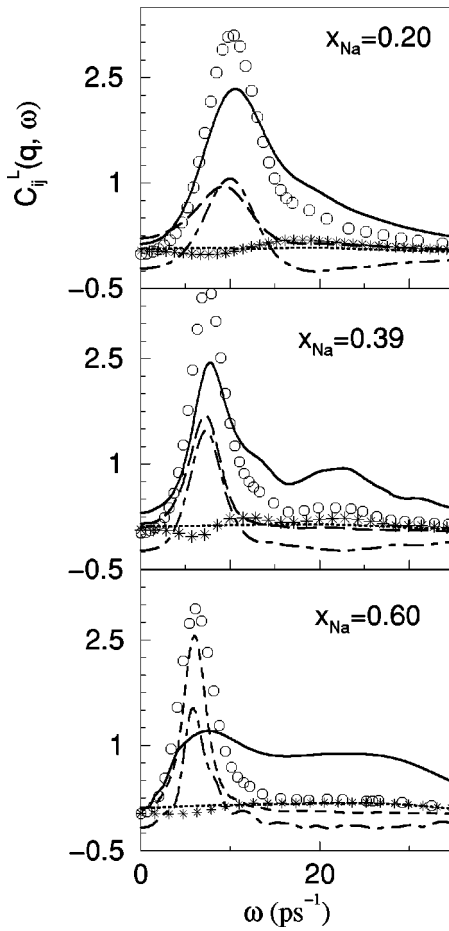 x_Na=0.20
2.5
1
-0.5
x_Na=0.39
2.5
1
-0.5
x_Na=0.60
2.5
1
-0.5
0 20
C_ij^L(q, ω)
ω (ps⁻¹)